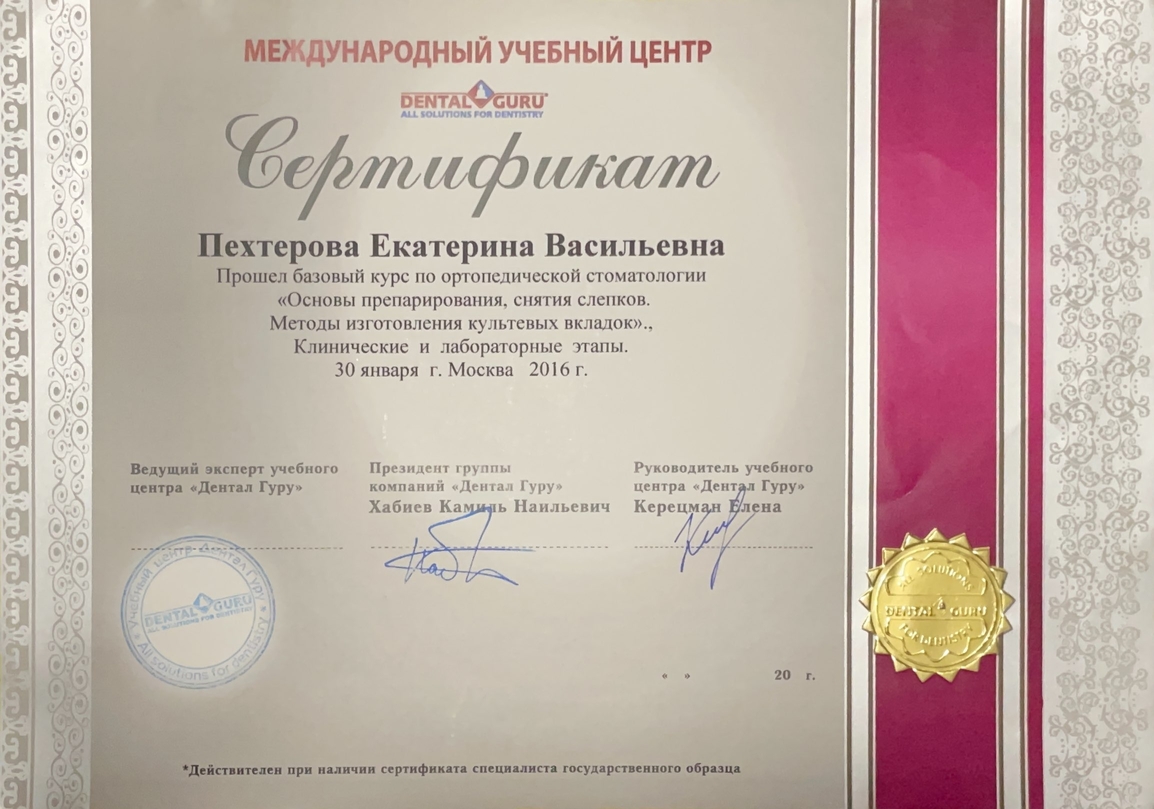 МЕЖДУНАРОДНЫЙ УЧЕБНЫЙ ЦЕНТР
DENTAL GURU®
ALL SOLUTIONS FOR DENTISTRY
Сертификат
Пехтерова Екатерина Васильевна
Прошел базовый курс по ортопедической стоматологии
«Основы препарирования, снятия слепков.
Методы изготовления культевых вкладок».,
Клинические и лабораторные этапы.
30 января г. Москва 2016 г.
Ведущий эксперт учебного
центра «Дентал Гуру»
Президент группы
компаний «Дентал Гуру»
Хабиев Камиль Наильевич
Руководитель учебного
центра «Дентал Гуру»
Керецман Елена
Учебный центр Дентал Гуру
DENTAL GURU
ALL SOLUTIONS FOR DENTISTRY
All solutions for dentistry
ALL SOLUTIONS
DENTAL GURU
FOR DENTISTRY
« » 20 г.
*Действителен при наличии сертификата специалиста государственного образца